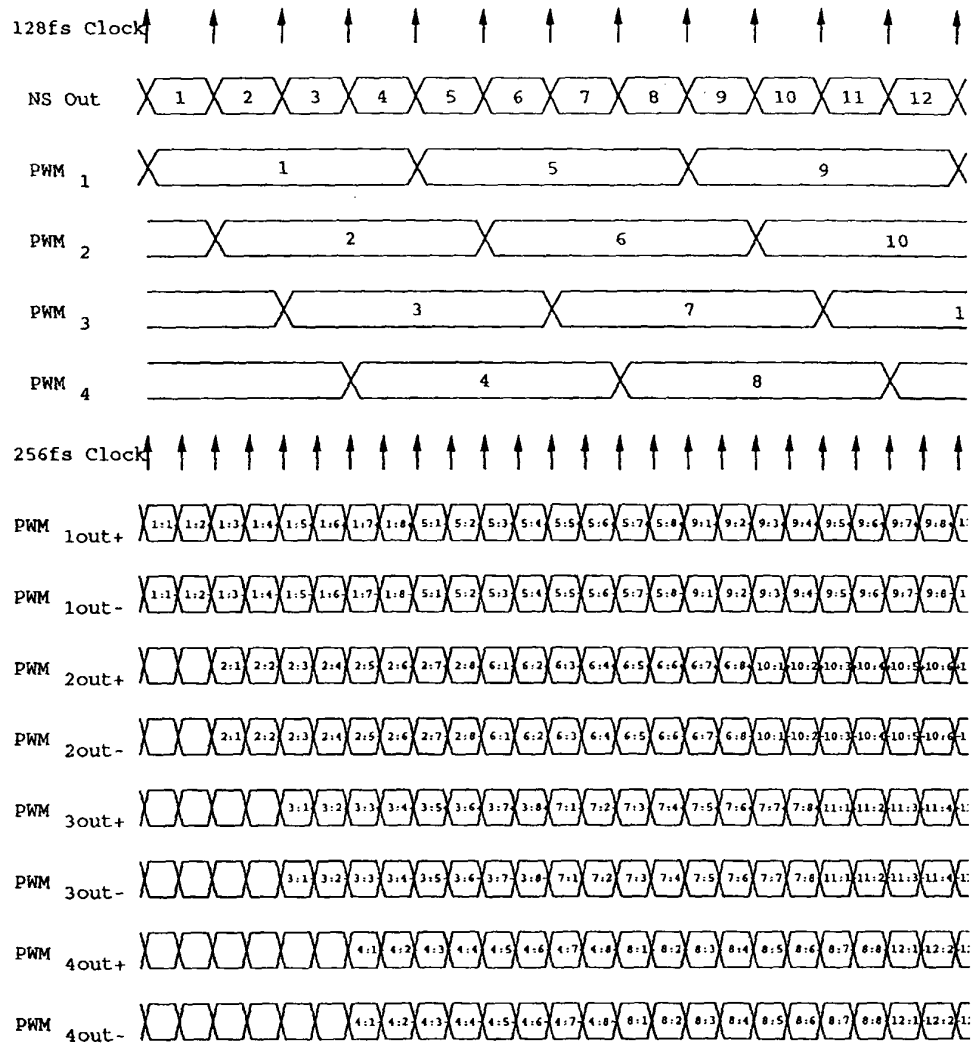 128fs Clock
NS Out 1 2 3 4 5 6 7 8 9 10 11 12
PWM 1 1 5 9
PWM 2 2 6 10
PWM 3 3 7 1
PWM 4 4 8
256fs Clock
PWM 1out+ 1:1 1:2 1:3 1:4 1:5 1:6 1:7 1:8 5:1 5:2 5:3 5:4 5:5 5:6 5:7 5:8 9:1 9:2 9:3 9:4 9:5 9:6 9:7 9:8 1
PWM 1out- 1:1- 1:2- 1:3- 1:4- 1:5- 1:6- 1:7- 1:8- 5:1- 5:2- 5:3- 5:4- 5:5- 5:6- 5:7- 5:8- 9:1- 9:2- 9:3- 9:4- 9:5- 9:6- 9:7- 9:8- 1
PWM 2out+ 2:1 2:2 2:3 2:4 2:5 2:6 2:7 2:8 6:1 6:2 6:3 6:4 6:5 6:6 6:7 6:8 10:1 10:2 10:3 10:4 10:5 10:6 1
PWM 2out- 2:1 2:2 2:3 2:4 2:5 2:6 2:7 2:8 6:1 6:2 6:3 6:4 6:5 6:6 6:7 6:8 10:1 10:2 10:3 10:4 10:5 10:6 1
PWM 3out+ 3:1 3:2 3:3 3:4 3:5 3:6 3:7 3:8 7:1 7:2 7:3 7:4 7:5 7:6 7:7 7:8 11:1 11:2 11:3 11:4 1
PWM 3out- 3:1 3:2 3:3 3:4 3:5 3:6 3:7 3:8 7:1 7:2 7:3 7:4 7:5 7:6 7:7 7:8 11:1 11:2 11:3 11:4 1
PWM 4out+ 4:1 4:2 4:3 4:4 4:5 4:6 4:7 4:8 8:1 8:2 8:3 8:4 8:5 8:6 8:7 8:8 12:1 12:2 12
PWM 4out- 4:1 4:2 4:3 4:4 4:5 4:6 4:7 4:8 8:1 8:2 8:3 8:4 8:5 8:6 8:7 8:8 12:1 12:2 12